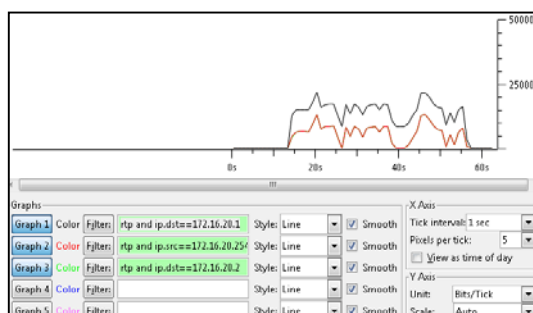 50000
25000
0s 20s 40s 60s
Graphs
X Axis
Graph 1 Color Filter: rtp and ip.dst==172.16.20.1 Style: Line Smooth Tick interval: 1 sec
Graph 2 Color Filter: rtp and ip.src==172.16.20.254 Style: Line Smooth Pixels per tick: 5
Graph 3 Color Filter: rtp and ip.dst==172.16.20.2 Style: Line Smooth View as time of day
Y Axis
Graph 4 Color Filter: Style: Line Smooth Unit: Bits/Tick
Graph 5 Color Filter: Style: Line Smooth Scale: Auto